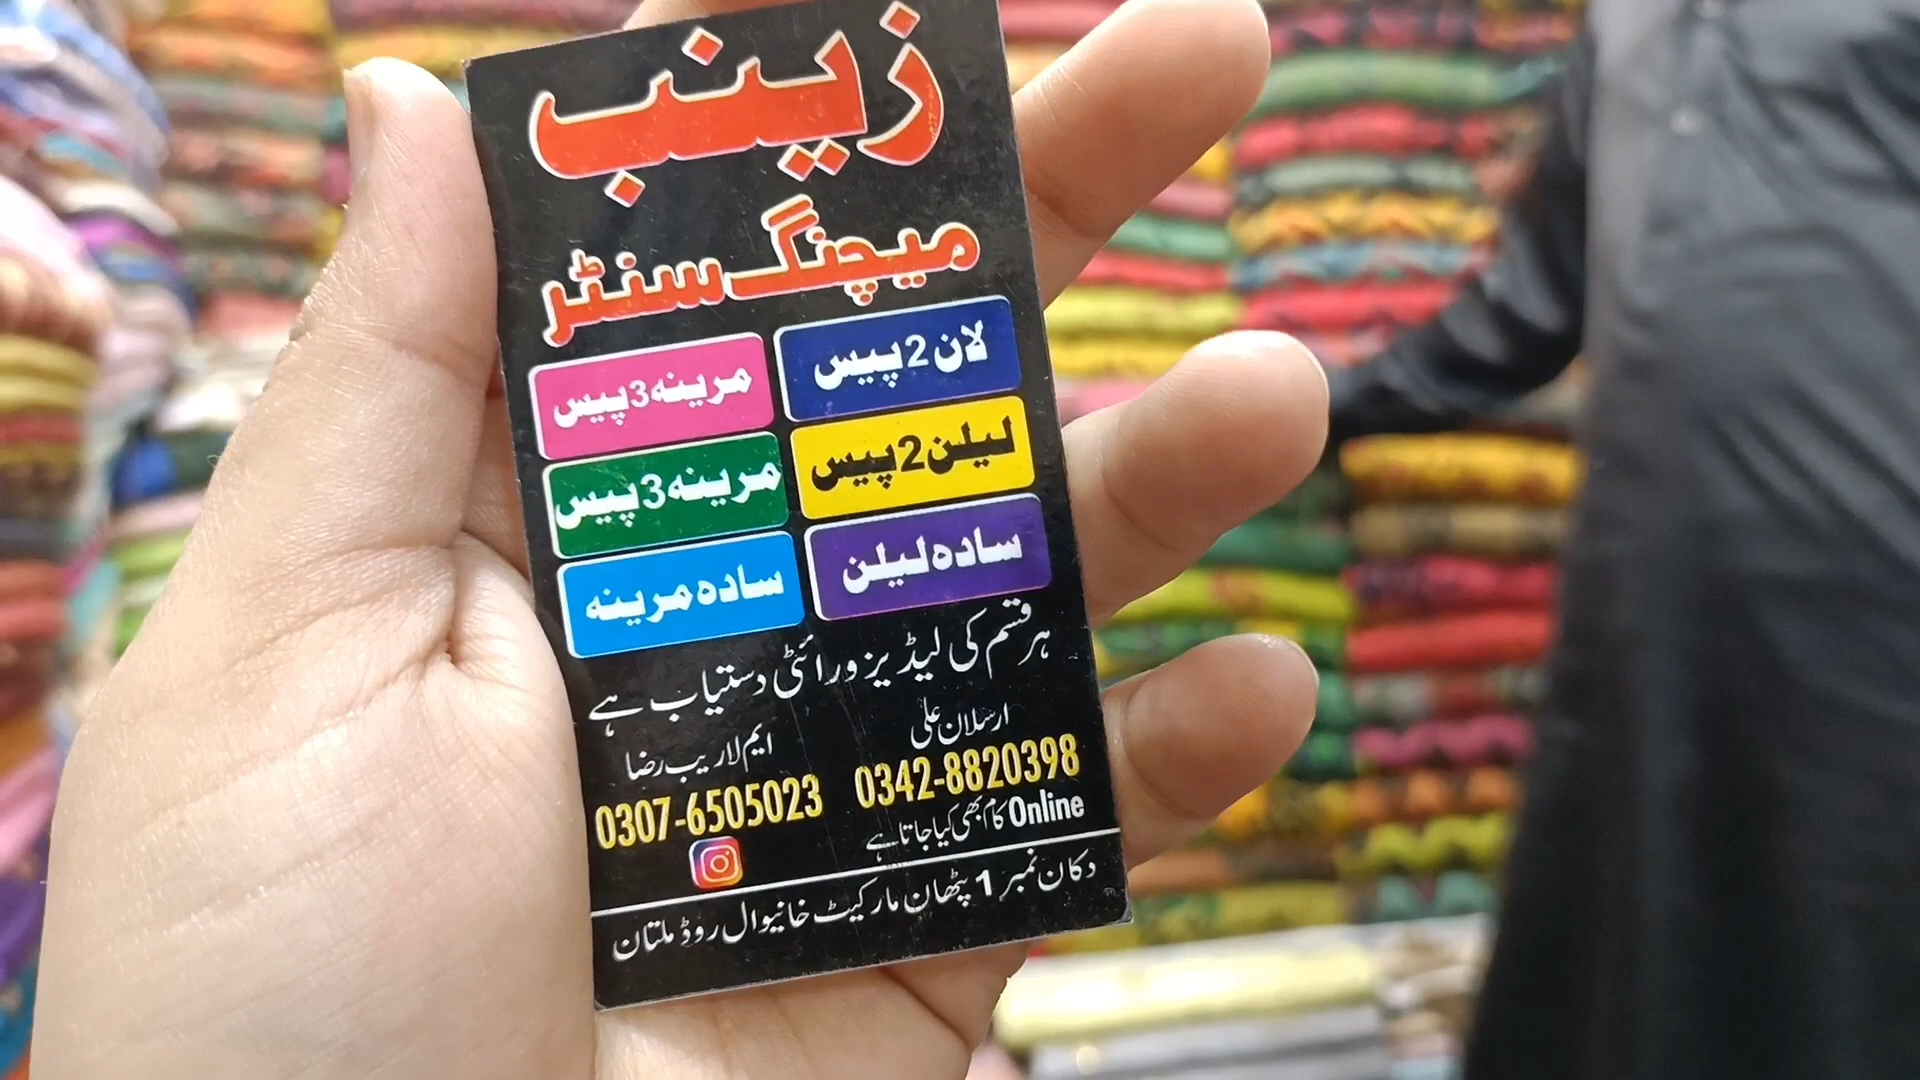 زینب
میچنگ سنٹر
لان 2 پیس
مرینہ 3 پیس
لیلن 2 پیس
مرینہ 3 پیس
سادہ لیلن
سادہ مرینہ
ہر قسم کی لیڈیز ورائٹی دستیاب ہے
ارسلان علی
0342-8820398
ایم لاریب رضا
0307-6505023
Online کام بھی کیا جاتا ہے
دکان نمبر 1 پٹھان مارکیٹ خانیوال روڈ ملتان